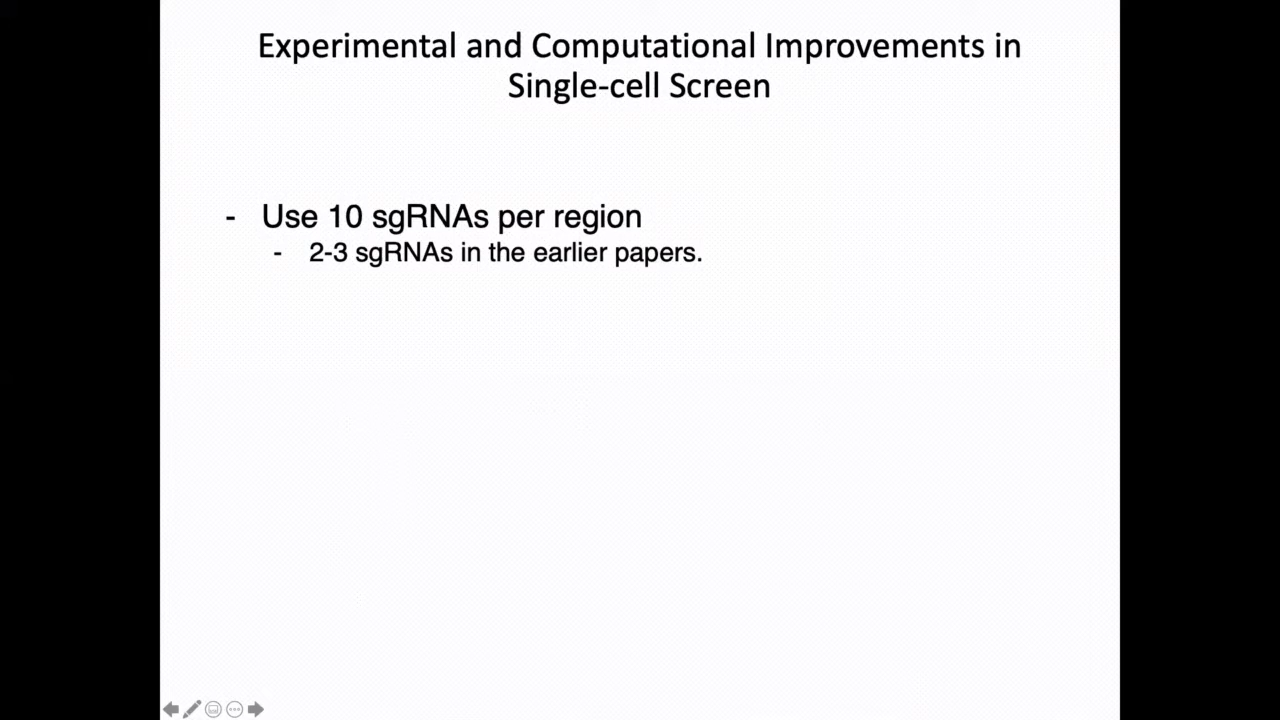 Experimental and Computational Improvements in
Single-cell Screen
- Use 10 sgRNAs per region
- 2-3 sgRNAs in the earlier papers.